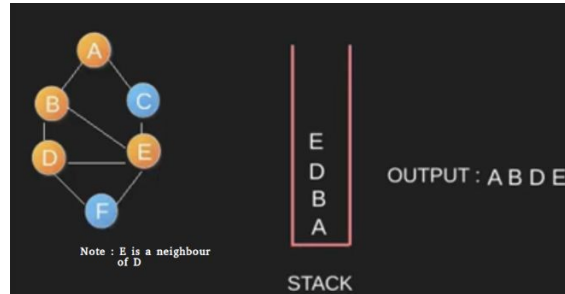 A
B
C
D
E
F
Note : E is a neighbour
of D
E
D
B
A
STACK
OUTPUT : A B D E